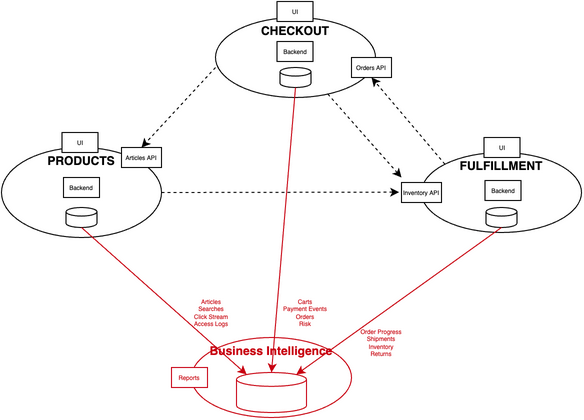 UI
CHECKOUT
Backend
Orders API
UI
PRODUCTS
Articles API
Backend
UI
FULFILLMENT
Inventory API
Backend
Articles
Searches
Click Stream
Access Logs
Carts
Payment Events
Orders
Risk
Order Progress
Shipments
Inventory
Returns
Business Intelligence
Reports